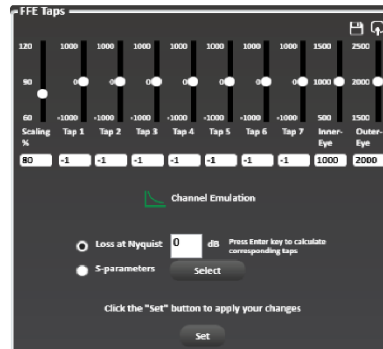 FFE Taps
120 1000 1000 1000 1000 1000 1000 1000 1500 2500
90 0 0 0 0 0 0 0 1000 2000
60 -1000 -1000 -1000 -1000 -1000 -1000 -1000 500 1500
Scaling % Tap 1 Tap 2 Tap 3 Tap 4 Tap 5 Tap 6 Tap 7 Inner-Eye Outer-Eye
80 -1 -1 -1 -1 -1 -1 -1 1000 2000
Channel Emulation
Loss at Nyquist 0 dB Press Enter key to calculate
corresponding taps
S-parameters Select
Click the "Set" button to apply your changes
Set